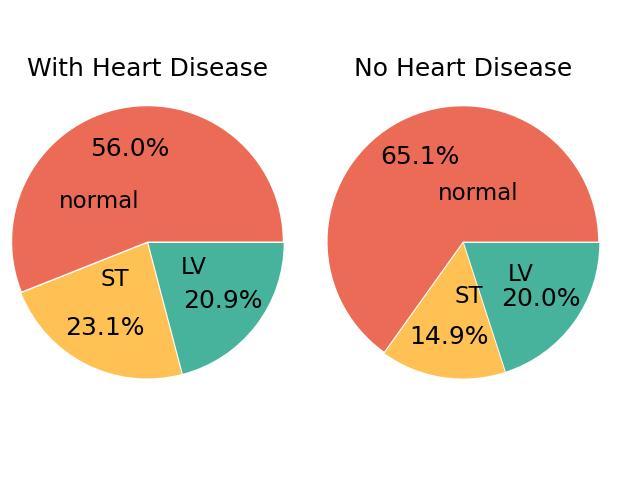 With Heart Disease
56.0%
normal
ST
23.1%
LV
20.9%
No Heart Disease
65.1%
normal
ST
14.9%
LV
20.0%